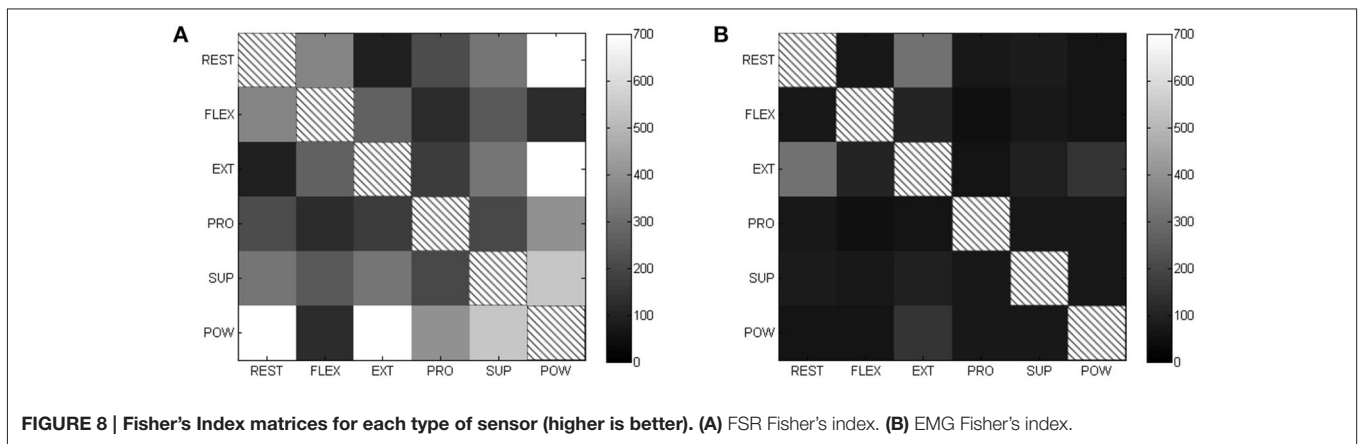 A
REST
FLEX
EXT
PRO
SUP
POW
REST FLEX EXT PRO SUP POW
700
600
500
400
300
200
100
0
B
REST
FLEX
EXT
PRO
SUP
POW
REST FLEX EXT PRO SUP POW
700
600
500
400
300
200
100
0
FIGURE 8 | Fisher's Index matrices for each type of sensor (higher is better). (A) FSR Fisher's index. (B) EMG Fisher's index.